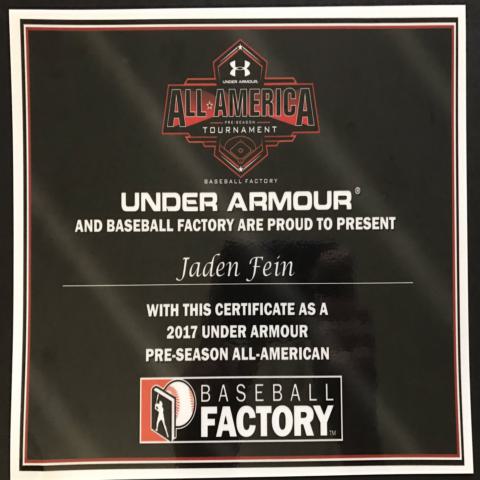 UNDER ARMOUR
ALL AMERICA
PRE-SEASON
TOURNAMENT
BASEBALL FACTORY
UNDER ARMOUR®
AND BASEBALL FACTORY ARE PROUD TO PRESENT
Jaden Fein
WITH THIS CERTIFICATE AS A
2017 UNDER ARMOUR
PRE-SEASON ALL-AMERICAN
BASEBALL
FACTORY™